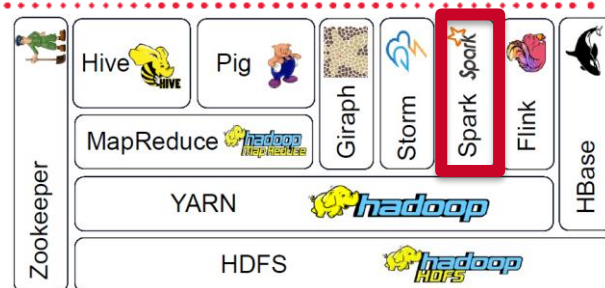 Hive
HIVE
Pig
Giraph
Storm
Spark
Spark
Flink
HBase
MapReduce
hadoop
MapReduce
YARN
hadoop
HDFS
hadoop
HDFS
Zookeeper